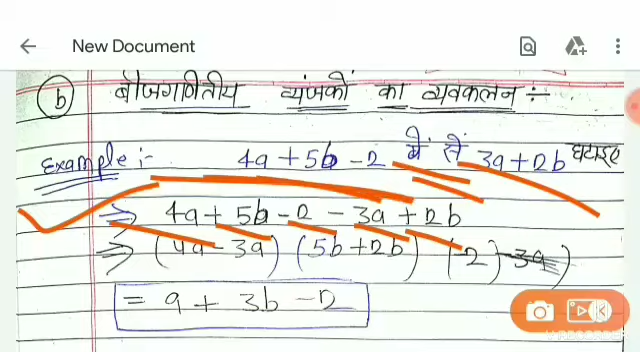 New Document
(b) बीजगणितीय व्यंजकों का व्यवकलन ÷
Example :- 4a + 5b - 2 में से 3a + 2b घटाइए
⇒ 4a + 5b - 2 - 3a + 2b
⇒ (4a - 3a) (5b + 2b) (-2) - 3a)
= a + 3b - 2